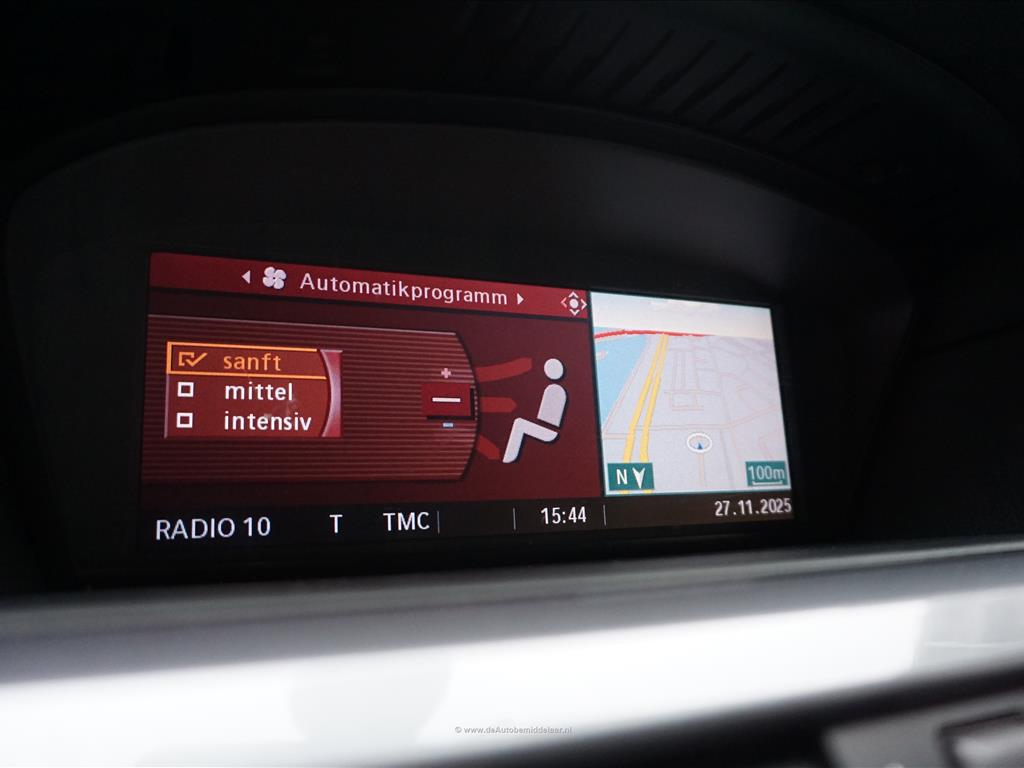 Automatikprogramm
sanft
mittel
intensiv
+
−
N
100m
RADIO 10 T TMC 15:44 27.11.2025
© www.deAutobemiddelaar.nl